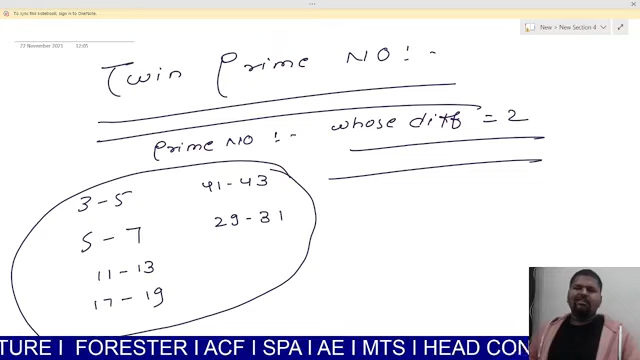 To sync this notebook, sign in to OneNote.
New > New Section 4
22 November 2021 12:05
Twin Prime NO :-
Prime NO :- whose diff = 2
3 - 5
41 - 43
5 - 7
29 - 31
11 - 13
17 - 19
TURE I FORESTER I ACF I SPA I AE I MTS I HEAD CON